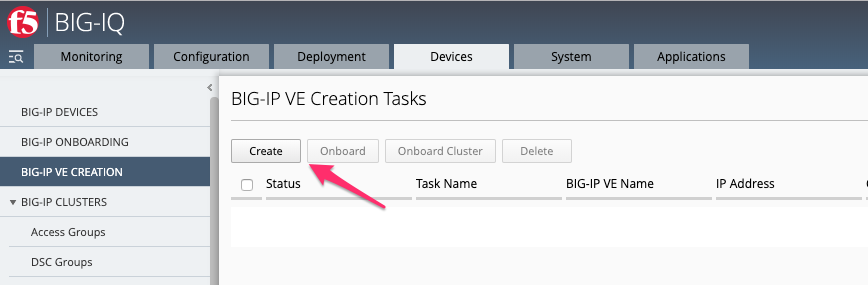 f5 BIG-IQ
Monitoring Configuration Deployment Devices System Applications
BIG-IP DEVICES
BIG-IP ONBOARDING
BIG-IP VE CREATION
BIG-IP CLUSTERS
Access Groups
DSC Groups
BIG-IP VE Creation Tasks
Create Onboard Onboard Cluster Delete
Status Task Name BIG-IP VE Name IP Address